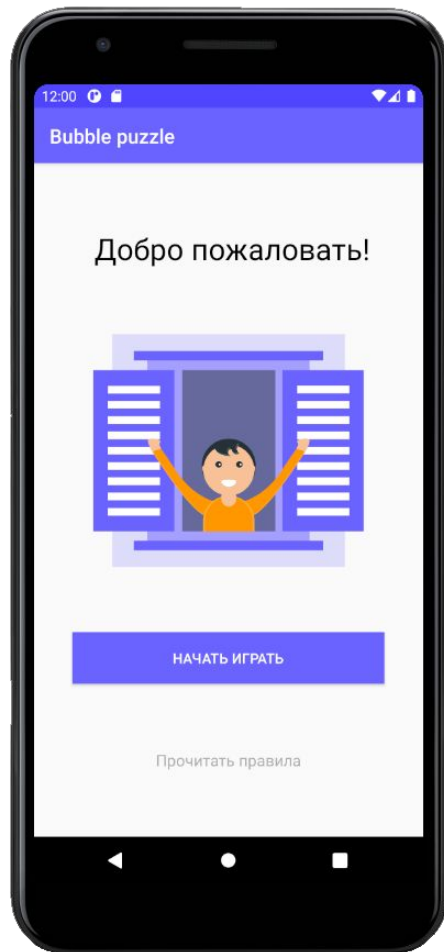 12:00
Bubble puzzle
Добро пожаловать!
НАЧАТЬ ИГРАТЬ
Прочитать правила